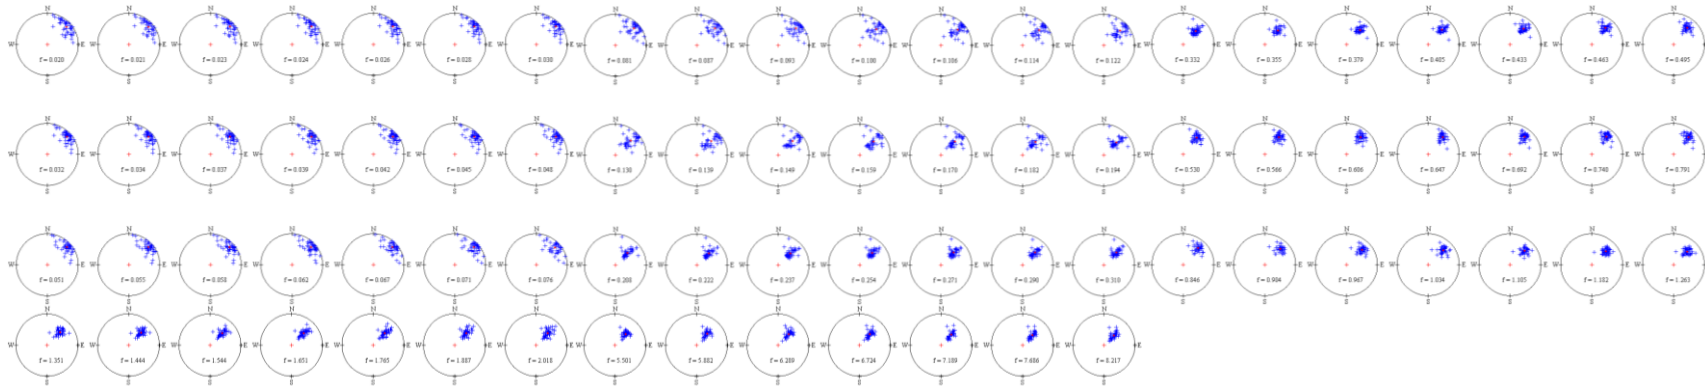 N N N N N N N N N N N N N N N N N N N N N
W E W E W E W E W E W E W E W E W E W E W E W E W E W E W E W E W E W E W E W E W E
f = 0.020 f = 0.021 f = 0.023 f = 0.024 f = 0.026 f = 0.028 f = 0.030 f = 0.081 f = 0.087 f = 0.093 f = 0.100 f = 0.106 f = 0.114 f = 0.122 f = 0.332 f = 0.355 f = 0.379 f = 0.405 f = 0.433 f = 0.463 f = 0.495
S S S S S S S S S S S S S S S S S S S S S
N N N N N N N N N N N N N N N N N N N N N
W E W E W E W E W E W E W E W E W E W E W E W E W E W E W E W E W E W E W E W E W E
f = 0.032 f = 0.034 f = 0.037 f = 0.039 f = 0.042 f = 0.045 f = 0.048 f = 0.130 f = 0.139 f = 0.149 f = 0.159 f = 0.170 f = 0.182 f = 0.194 f = 0.530 f = 0.566 f = 0.606 f = 0.647 f = 0.692 f = 0.740 f = 0.791
S S S S S S S S S S S S S S S S S S S S S
N N N N N N N N N N N N N N N N N N N N N
W E W E W E W E W E W E W E W E W E W E W E W E W E W E W E W E W E W E W E W E W E
f = 0.051 f = 0.055 f = 0.058 f = 0.062 f = 0.067 f = 0.071 f = 0.076 f = 0.208 f = 0.222 f = 0.237 f = 0.254 f = 0.271 f = 0.290 f = 0.310 f = 0.846 f = 0.904 f = 0.967 f = 1.034 f = 1.105 f = 1.182 f = 1.263
S S S S S S S S S S S S S S S S S S S S S
N N N N N N N N N N N N N N
W E W E W E W E W E W E W E W E W E W E W E W E W E W E
f = 1.351 f = 1.444 f = 1.544 f = 1.651 f = 1.765 f = 1.887 f = 2.018 f = 5.501 f = 5.882 f = 6.289 f = 6.724 f = 7.189 f = 7.686 f = 8.217
S S S S S S S S S S S S S S